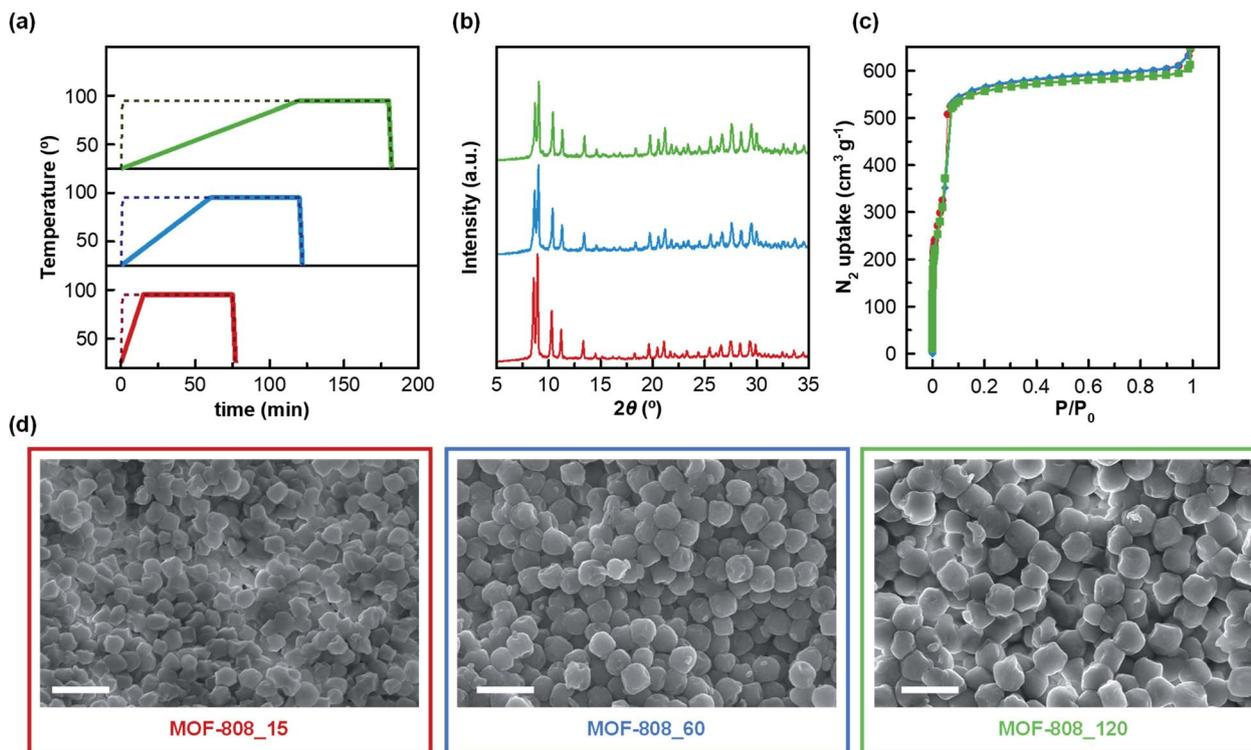 (a)
(b)
(c)
Temperature (º)
100
50
100
50
100
50
0
50
100
150
200
time (min)
Intensity (a.u.)
5
10
15
20
25
30
35
2θ (º)
N2 uptake (cm3 g-1)
600
500
400
300
200
100
0
0
0.2
0.4
0.6
0.8
1
P/P0
(d)
MOF-808_15
MOF-808_60
MOF-808_120